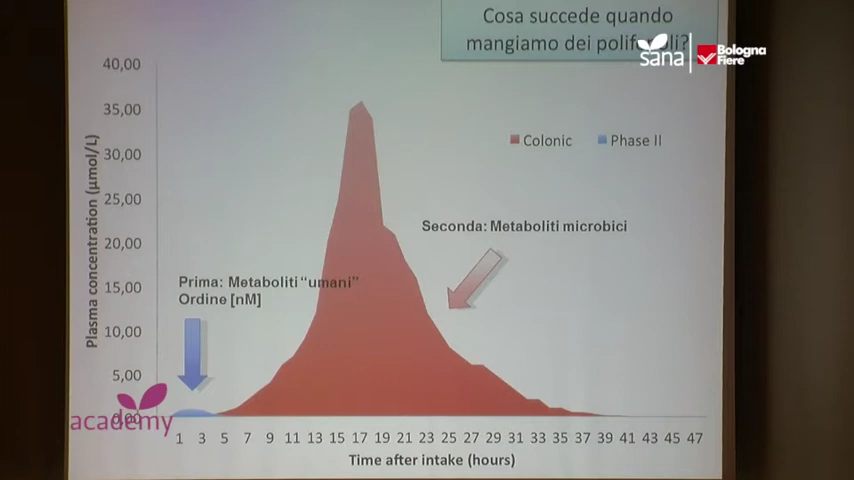 Cosa succede quando
mangiamo dei polifenoli?
sana
Bologna
Fiere
40,00
35,00
30,00
25,00
20,00
15,00
10,00
5,00
0,00
Plasma concentration (µmol/L)
Colonic
Phase II
Seconda: Metaboliti microbici
Prima: Metaboliti “umani”
Ordine [nM]
academy
1 3 5 7 9 11 13 15 17 19 21 23 25 27 29 31 33 35 37 39 41 43 45 47
Time after intake (hours)